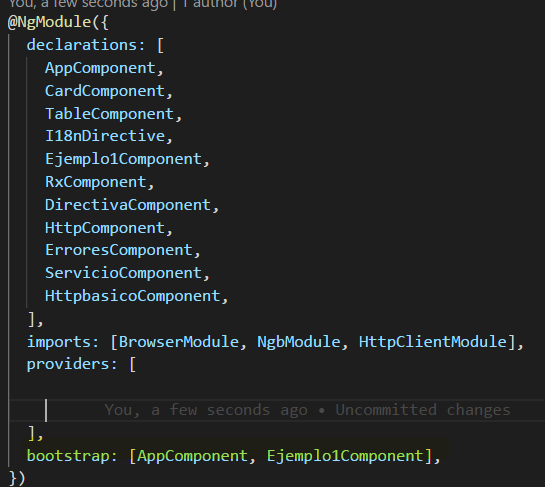 You, a few seconds ago | 1 author (You)
@NgModule({
declarations: [
AppComponent,
CardComponent,
TableComponent,
I18nDirective,
Ejemplo1Component,
RxComponent,
DirectivaComponent,
HttpComponent,
ErroresComponent,
ServicioComponent,
HttpbasicoComponent,
],
imports: [BrowserModule, NgbModule, HttpClientModule],
providers: [
You, a few seconds ago • Uncommitted changes
],
bootstrap: [AppComponent, Ejemplo1Component],
})